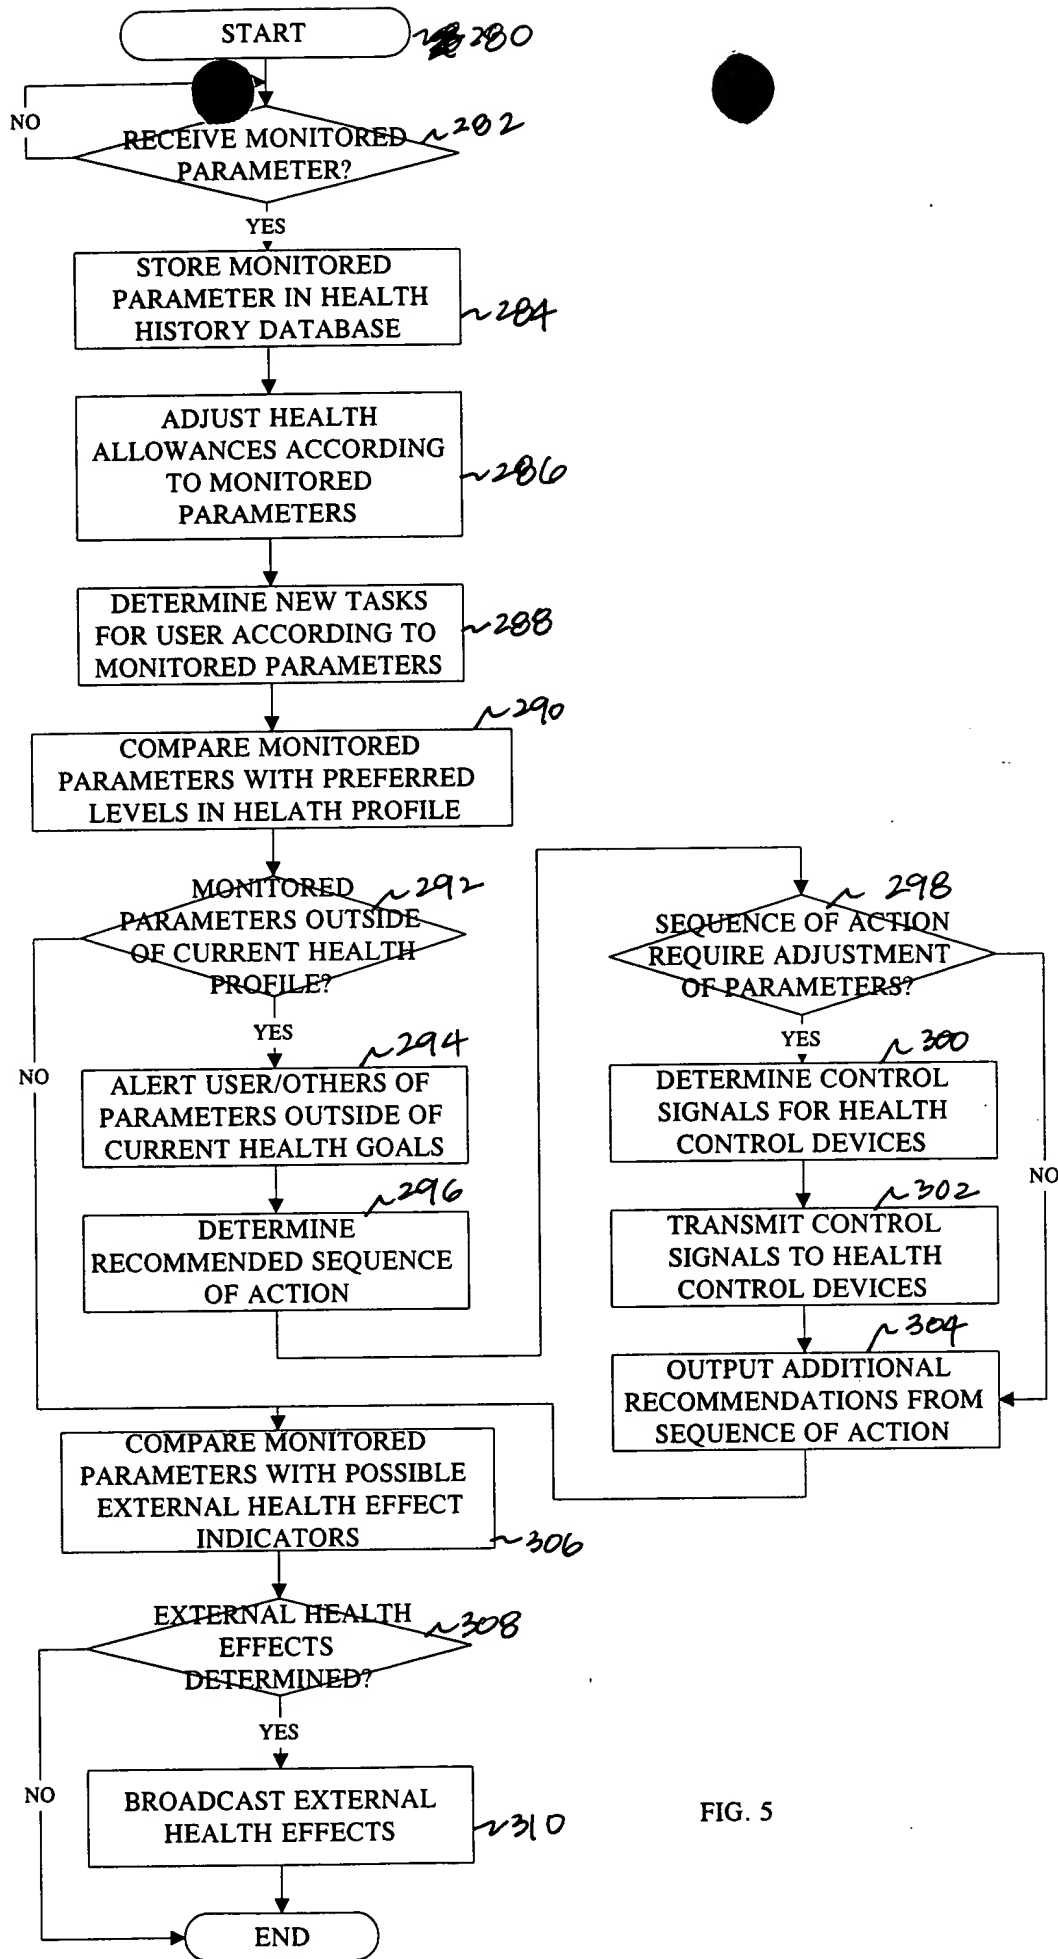 START
280
NO
282
RECEIVE MONITORED
PARAMETER?
YES
STORE MONITORED
PARAMETER IN HEALTH
HISTORY DATABASE
284
ADJUST HEALTH
ALLOWANCES ACCORDING
TO MONITORED
PARAMETERS
286
DETERMINE NEW TASKS
FOR USER ACCORDING TO
MONITORED PARAMETERS
288
290
COMPARE MONITORED
PARAMETERS WITH PREFERRED
LEVELS IN HELATH PROFILE
292
MONITORED
PARAMETERS OUTSIDE
OF CURRENT HEALTH
PROFILE?
YES
NO
294
ALERT USER/OTHERS OF
PARAMETERS OUTSIDE OF
CURRENT HEALTH GOALS
296
DETERMINE
RECOMMENDED SEQUENCE
OF ACTION
298
SEQUENCE OF ACTION
REQUIRE ADJUSTMENT
OF PARAMETERS?
YES
NO
300
DETERMINE CONTROL
SIGNALS FOR HEALTH
CONTROL DEVICES
302
TRANSMIT CONTROL
SIGNALS TO HEALTH
CONTROL DEVICES
304
OUTPUT ADDITIONAL
RECOMMENDATIONS FROM
SEQUENCE OF ACTION
COMPARE MONITORED
PARAMETERS WITH POSSIBLE
EXTERNAL HEALTH EFFECT
INDICATORS
306
EXTERNAL HEALTH
EFFECTS
DETERMINED?
308
YES
NO
BROADCAST EXTERNAL
HEALTH EFFECTS
310
END
FIG. 5